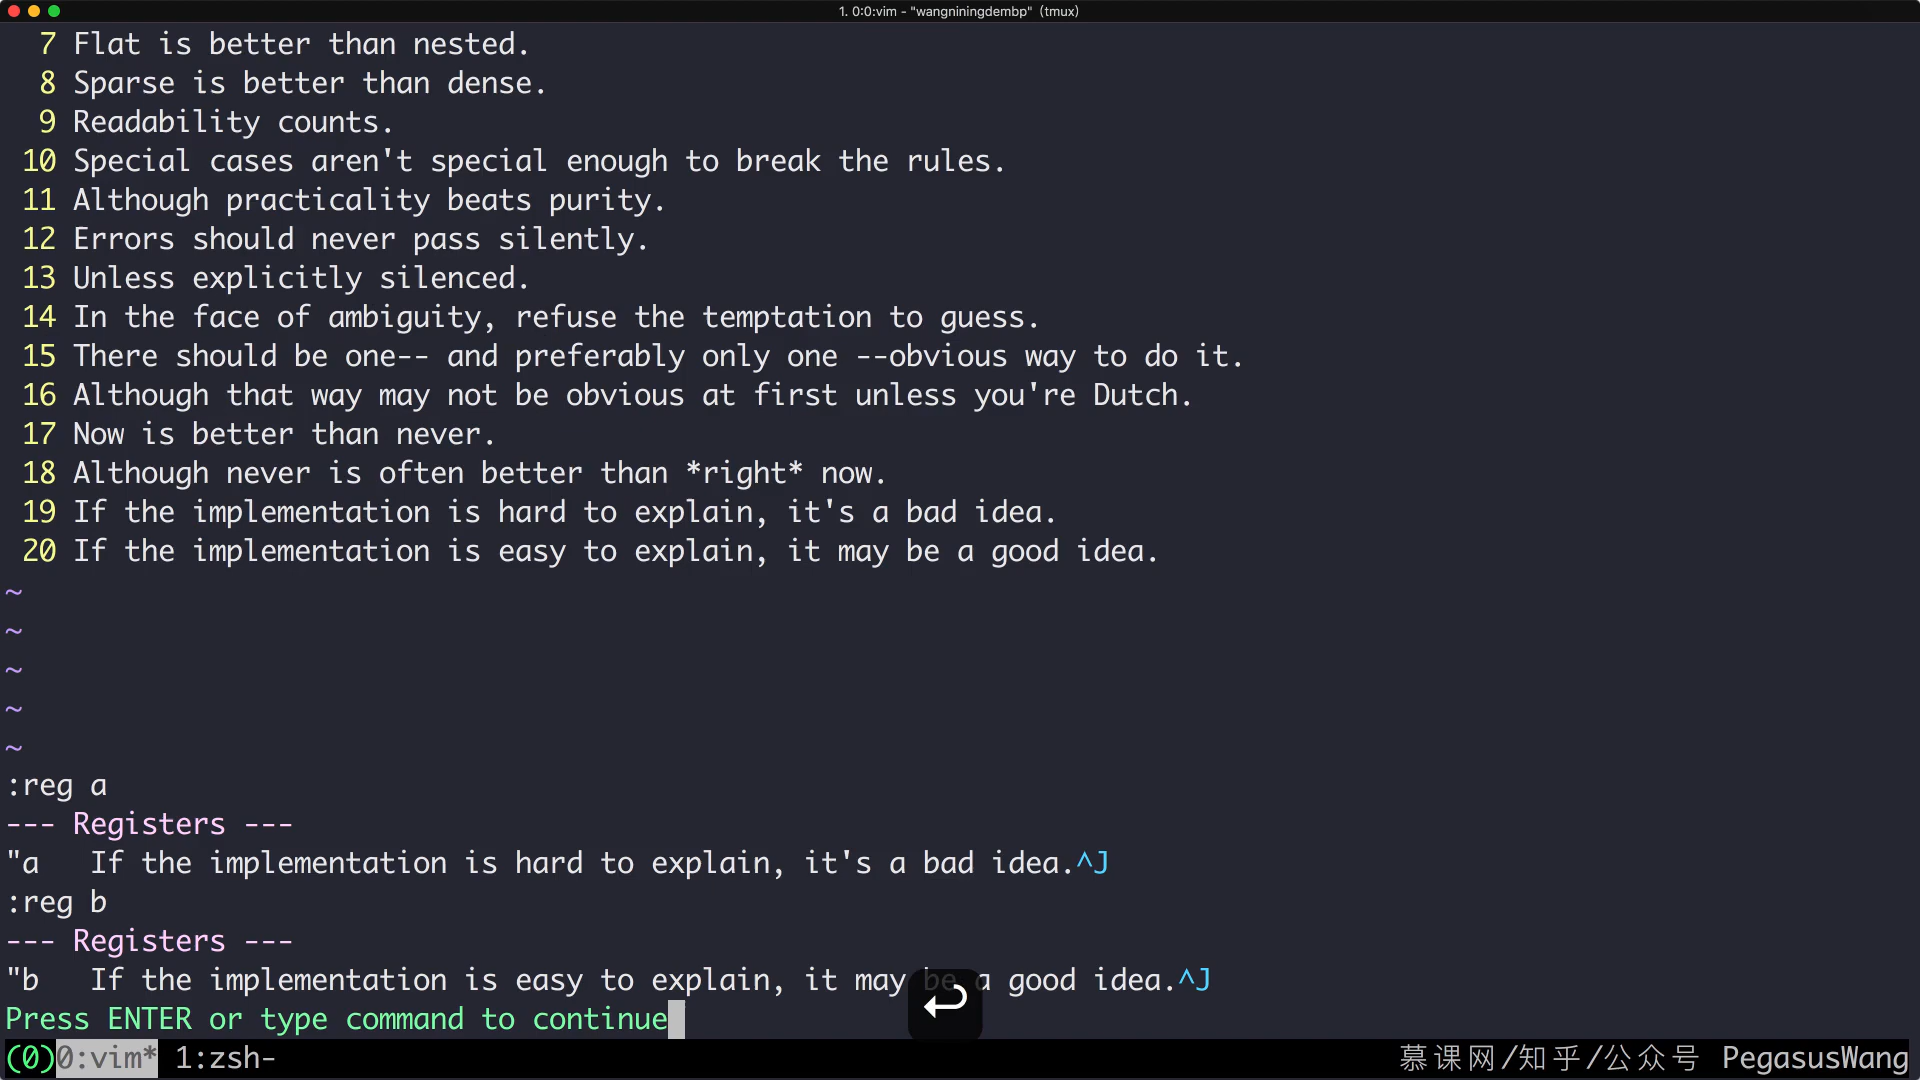 1. 0:0:vim - "wangniningdembp" (tmux)
7 Flat is better than nested.
8 Sparse is better than dense.
9 Readability counts.
10 Special cases aren't special enough to break the rules.
11 Although practicality beats purity.
12 Errors should never pass silently.
13 Unless explicitly silenced.
14 In the face of ambiguity, refuse the temptation to guess.
15 There should be one-- and preferably only one --obvious way to do it.
16 Although that way may not be obvious at first unless you're Dutch.
17 Now is better than never.
18 Although never is often better than *right* now.
19 If the implementation is hard to explain, it's a bad idea.
20 If the implementation is easy to explain, it may be a good idea.
~
~
~
~
~
:reg a
--- Registers ---
"a   If the implementation is hard to explain, it's a bad idea.^J
:reg b
--- Registers ---
"b   If the implementation is easy to explain, it may be a good idea.^J
Press ENTER or type command to continue
(0)0:vim* 1:zsh- 慕课网/知乎/公众号 PegasusWang